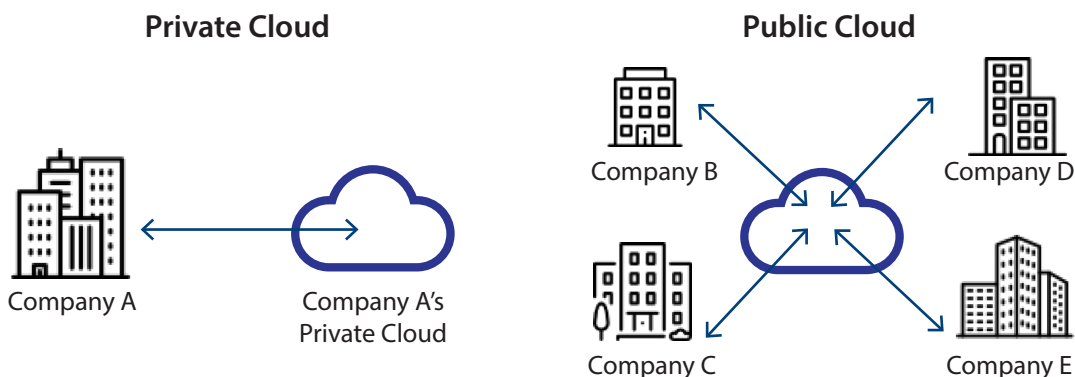 Private Cloud
Company A
Company A’s
Private Cloud
Public Cloud
Company B
Company D
Company C
Company E